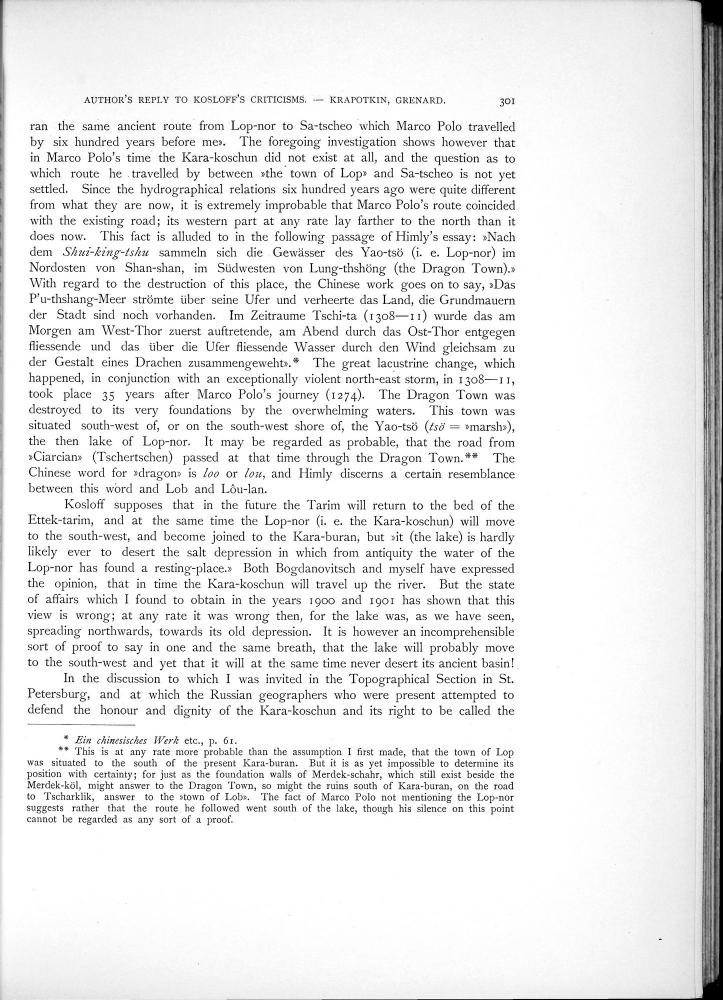 AUTHOR'S REPLY TO KOSLOFF'S CRITICISMS. — KRAPOTKIN, GRENARD. 301
ran the same ancient route from Lop-nor to Sa-tscheo which Marco Polo travelled
by six hundred years before me». The foregoing investigation shows however that
in Marco Polo's time the Kara-koschun did not exist at all, and the question as to
which route he travelled by between »the town of Lop» and Sa-tscheo is not yet
settled. Since the hydrographical relations six hundred years ago were quite different
from what they are now, it is extremely improbable that Marco Polo's route coincided
with the existing road; its western part at any rate lay farther to the north than it
does now. This fact is alluded to in the following passage of Himly's essay: »Nach
dem Shui-king-tshu sammeln sich die Gewässer des Yao-tsö (i. e. Lop-nor) im
Nordosten von Shan-shan, im Südwesten von Lung-thshöng (the Dragon Town).»
With regard to the destruction of this place, the Chinese work goes on to say, »Das
P'u-thshang-Meer strömte über seine Ufer und verheerte das Land, die Grundmauern
der Stadt sind noch vorhanden. Im Zeitraume Tschi-ta (1308—11) wurde das am
Morgen am West-Thor zuerst auftretende, am Abend durch das Ost-Thor entgegen
fliessende und das über die Ufer fliessende Wasser durch den Wind gleichsam zu
der Gestalt eines Drachen zusammengeweht».* The great lacustrine change, which
happened, in conjunction with an exceptionally violent north-east storm, in 1308—11,
took place 35 years after Marco Polo's journey (1274). The Dragon Town was
destroyed to its very foundations by the overwhelming waters. This town was
situated south-west of, or on the south-west shore of, the Yao-tsö (tsö = »marsh»),
the then lake of Lop-nor. It may be regarded as probable, that the road from
»Ciarcian» (Tschertschen) passed at that time through the Dragon Town.** The
Chinese word for »dragon» is loo or lou, and Himly discerns a certain resemblance
between this word and Lob and Lôu-lan.
Kosloff supposes that in the future the Tarim will return to the bed of the
Ettek-tarim, and at the same time the Lop-nor (i. e. the Kara-koschun) will move
to the south-west, and become joined to the Kara-buran, but »it (the lake) is hardly
likely ever to desert the salt depression in which from antiquity the water of the
Lop-nor has found a resting-place.» Both Bogdanovitsch and myself have expressed
the opinion, that in time the Kara-koschun will travel up the river. But the state
of affairs which I found to obtain in the years 1900 and 1901 has shown that this
view is wrong; at any rate it was wrong then, for the lake was, as we have seen,
spreading northwards, towards its old depression. It is however an incomprehensible
sort of proof to say in one and the same breath, that the lake will probably move
to the south-west and yet that it will at the same time never desert its ancient basin!
In the discussion to which I was invited in the Topographical Section in St.
Petersburg, and at which the Russian geographers who were present attempted to
defend the honour and dignity of the Kara-koschun and its right to be called the
* Ein chinesisches Werk etc., p. 61.
** This is at any rate more probable than the assumption I first made, that the town of Lop
was situated to the south of the present Kara-buran. But it is as yet impossible to determine its
position with certainty; for just as the foundation walls of Merdek-schahr, which still exist beside the
Merdek-köl, might answer to the Dragon Town, so might the ruins south of Kara-buran, on the road
to Tscharklik, answer to the »town of Lob». The fact of Marco Polo not mentioning the Lop-nor
suggests rather that the route he followed went south of the lake, though his silence on this point
cannot be regarded as any sort of a proof.